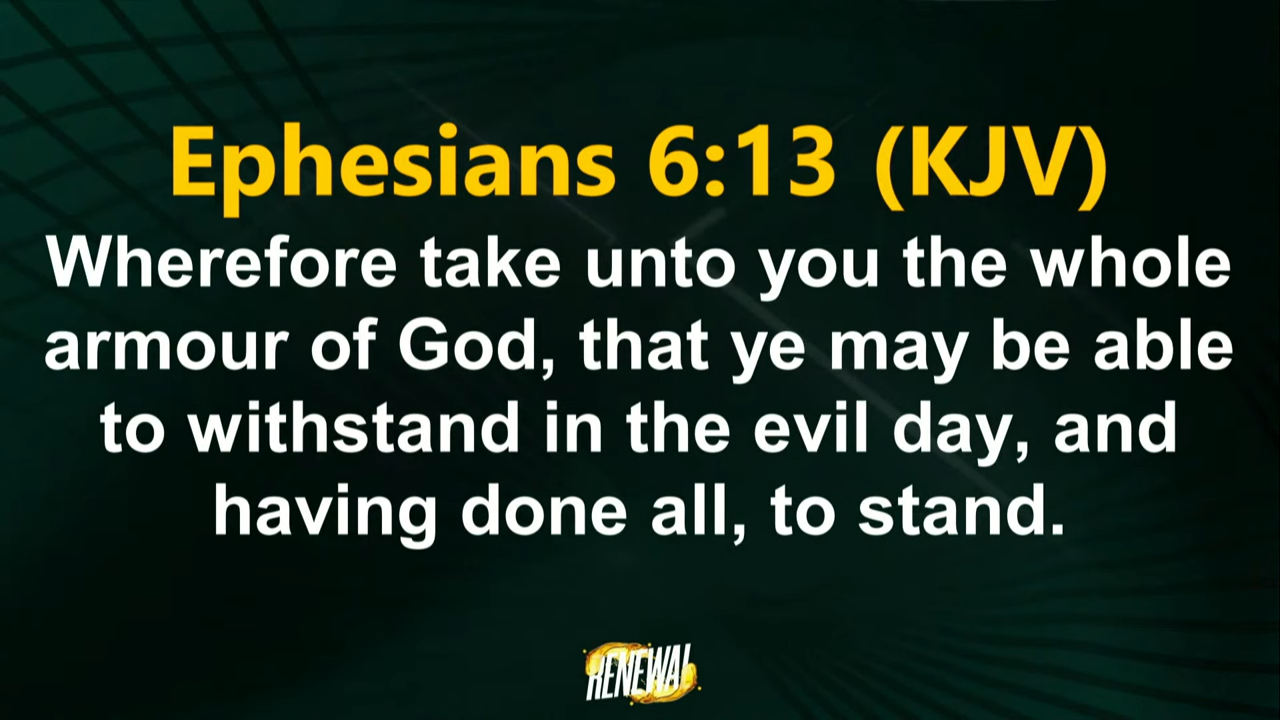 Ephesians 6:13 (KJV)
Wherefore take unto you the whole
armour of God, that ye may be able
to withstand in the evil day, and
having done all, to stand.
RENEWAL